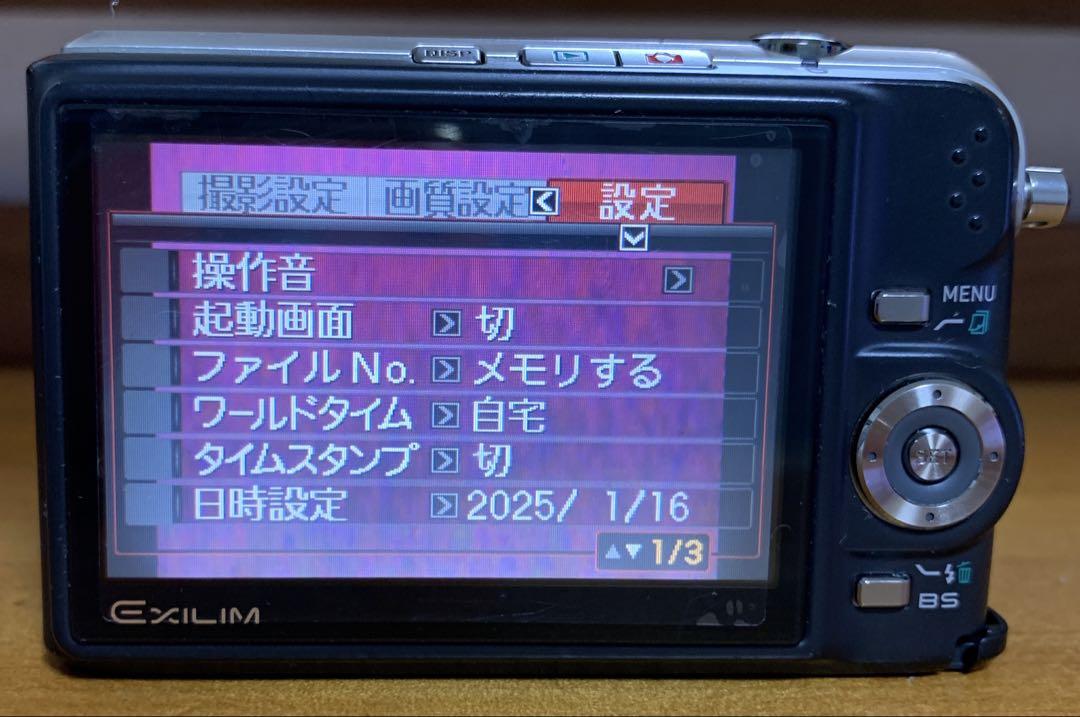 DISP
撮影設定 画質設定 設定
操作音
起動画面 切
ファイルNo. メモリする
ワールドタイム 自宅
タイムスタンプ 切
日時設定 2025/ 1/16
1/3
MENU
SET
BS
EXILIM